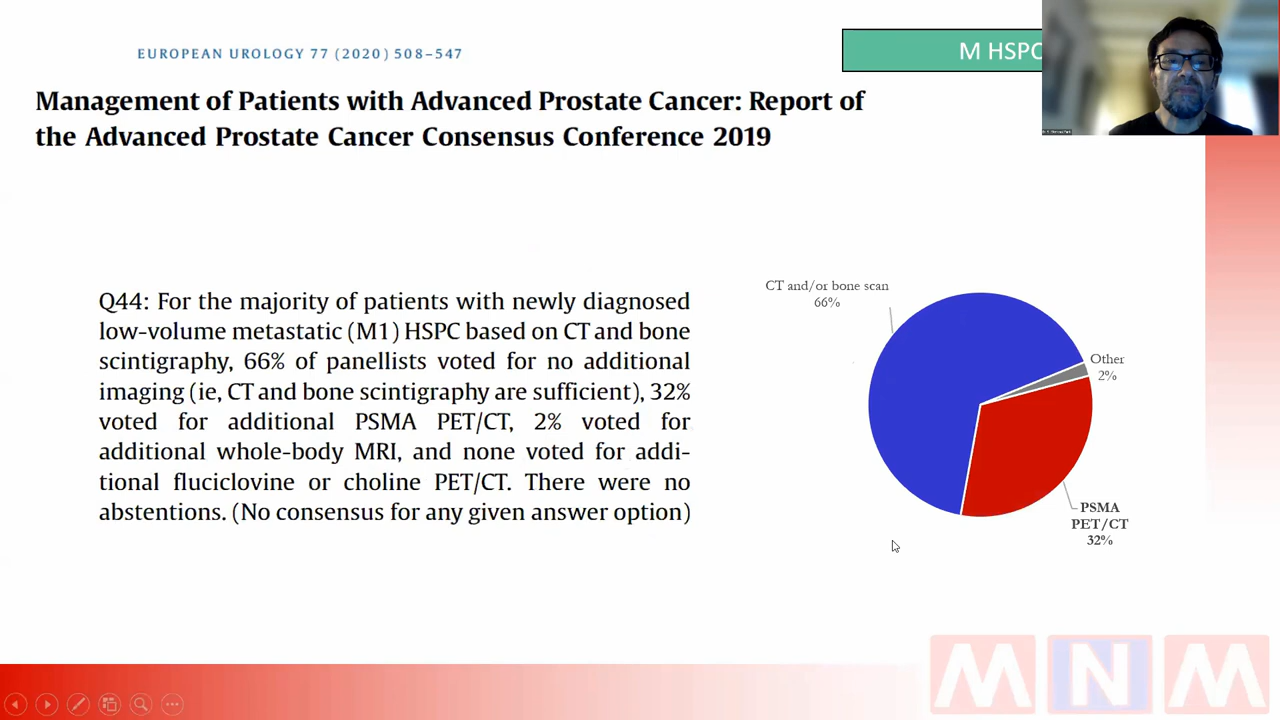 EUROPEAN UROLOGY 77 (2020) 508–547
M HSPC
Management of Patients with Advanced Prostate Cancer: Report of
the Advanced Prostate Cancer Consensus Conference 2019
Q44: For the majority of patients with newly diagnosed
low-volume metastatic (M1) HSPC based on CT and bone
scintigraphy, 66% of panellists voted for no additional
imaging (ie, CT and bone scintigraphy are sufficient), 32%
voted for additional PSMA PET/CT, 2% voted for
additional whole-body MRI, and none voted for addi-
tional fluciclovine or choline PET/CT. There were no
abstentions. (No consensus for any given answer option)
CT and/or bone scan
66%
Other
2%
PSMA
PET/CT
32%
M N M